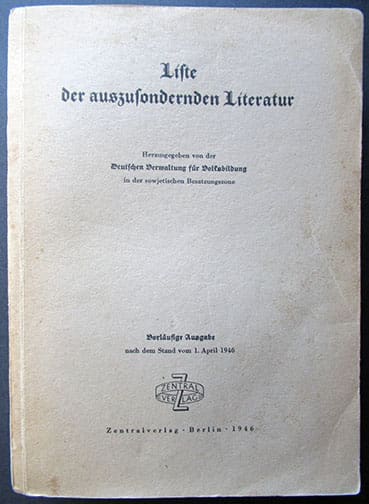 Liste
der auszusondernden Literatur
Herausgegeben von der
Deutschen Verwaltung für Volksbildung
in der sowjetischen Besatzungszone
Vorläufige Ausgabe
nach dem Stand vom 1. April 1946
ZENTRAL
VERLAG
Zentralverlag · Berlin · 1946